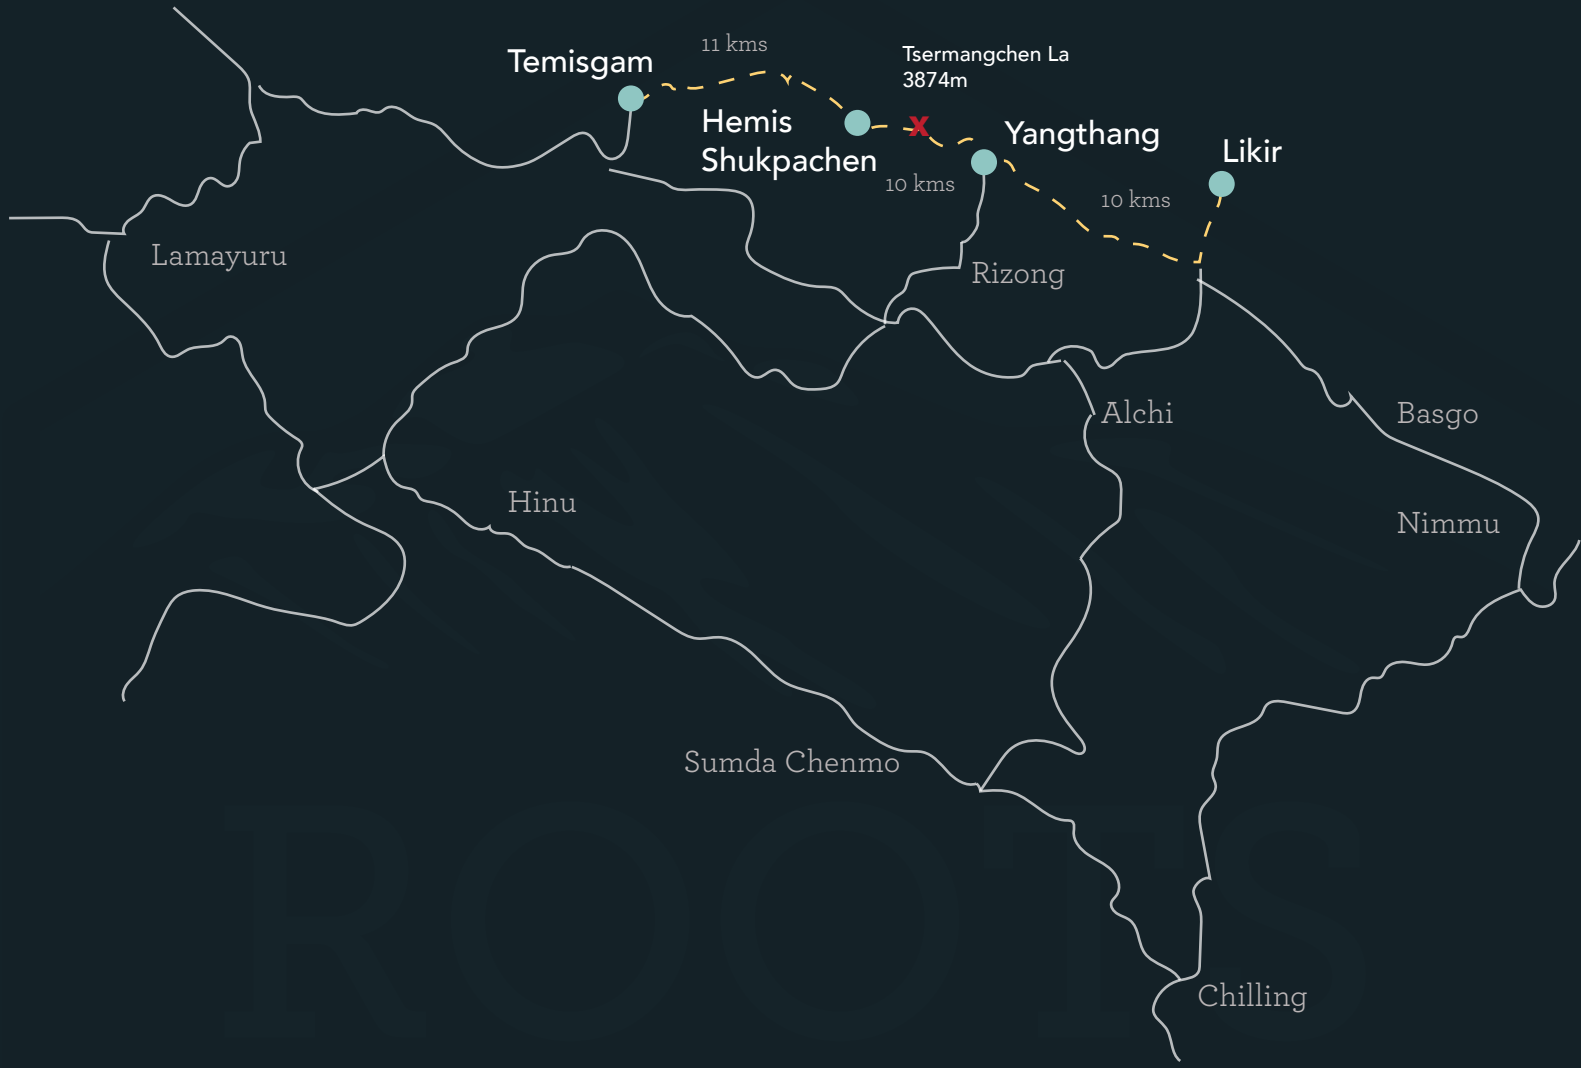 Temisgam
11 kms
Tsermangchen La
3874m
Hemis
Shukpachen
X
Yangthang
Likir
10 kms
10 kms
Lamayuru
Rizong
Alchi
Basgo
Hinu
Nimmu
Sumda Chenmo
ROOTS
Chilling